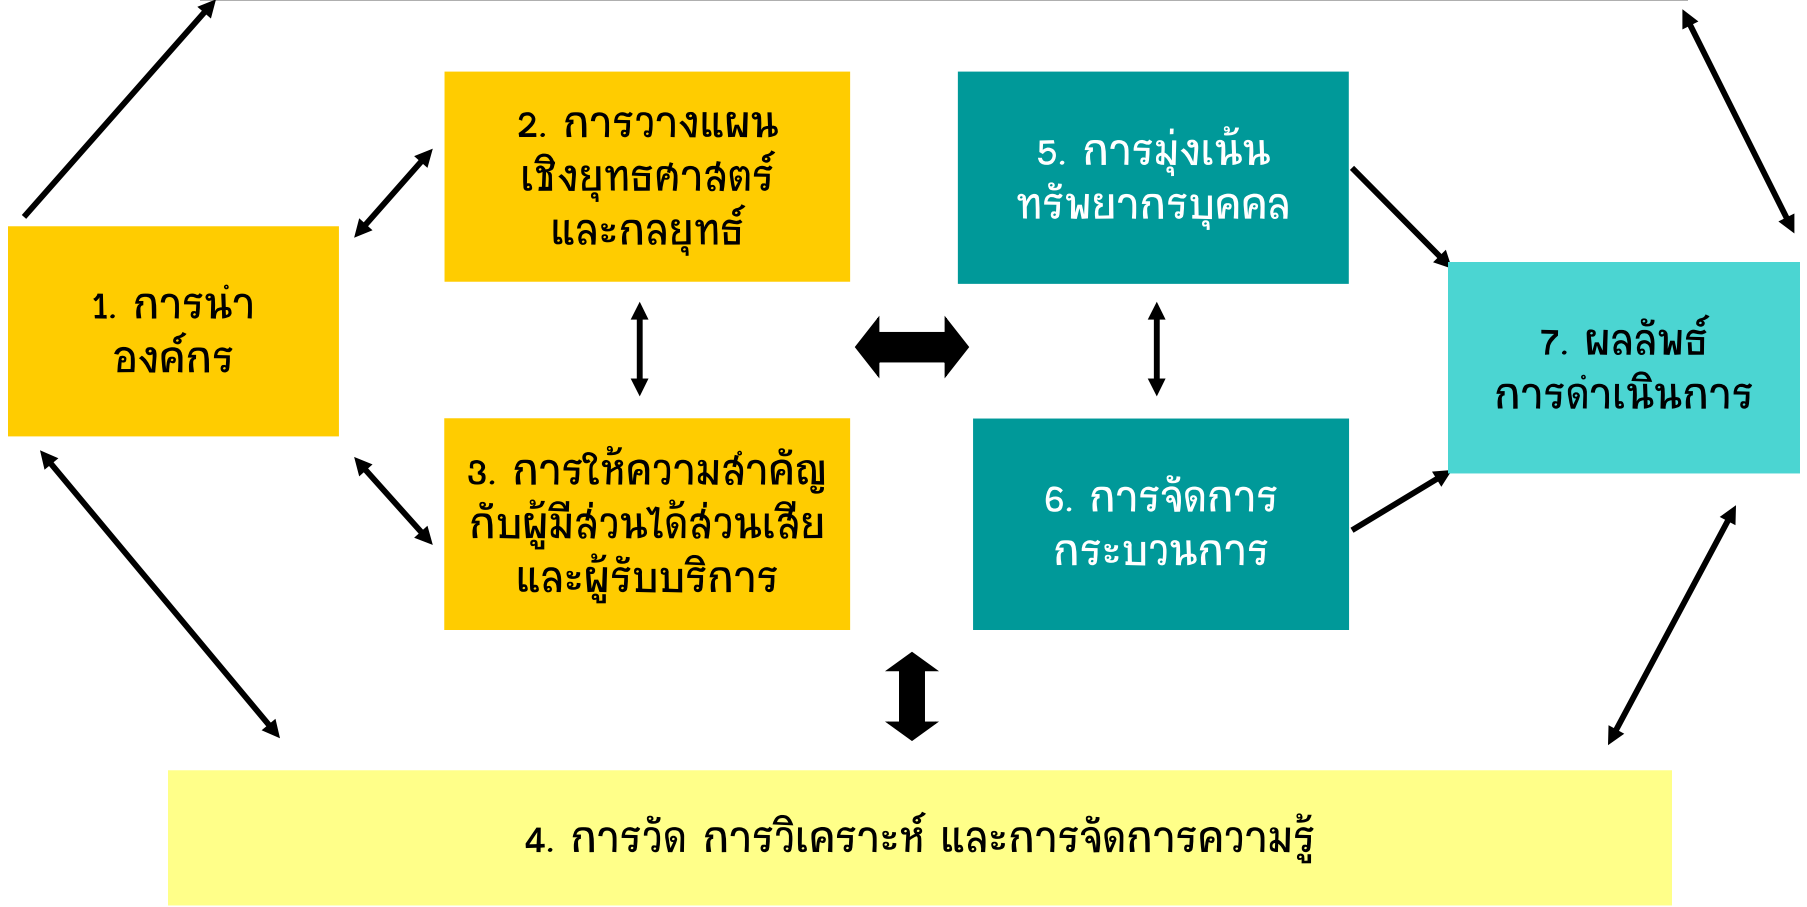 2. การวางแผน
เชิงยุทธศาสตร์
และกลยุทธ์
5. การมุ่งเน้น
ทรัพยากรบุคคล
1. การนำ
องค์กร
7. ผลลัพธ์
การดำเนินการ
3. การให้ความสำคัญ
กับผู้มีส่วนได้ส่วนเสีย
และผู้รับบริการ
6. การจัดการ
กระบวนการ
4. การวัด การวิเคราะห์ และการจัดการความรู้